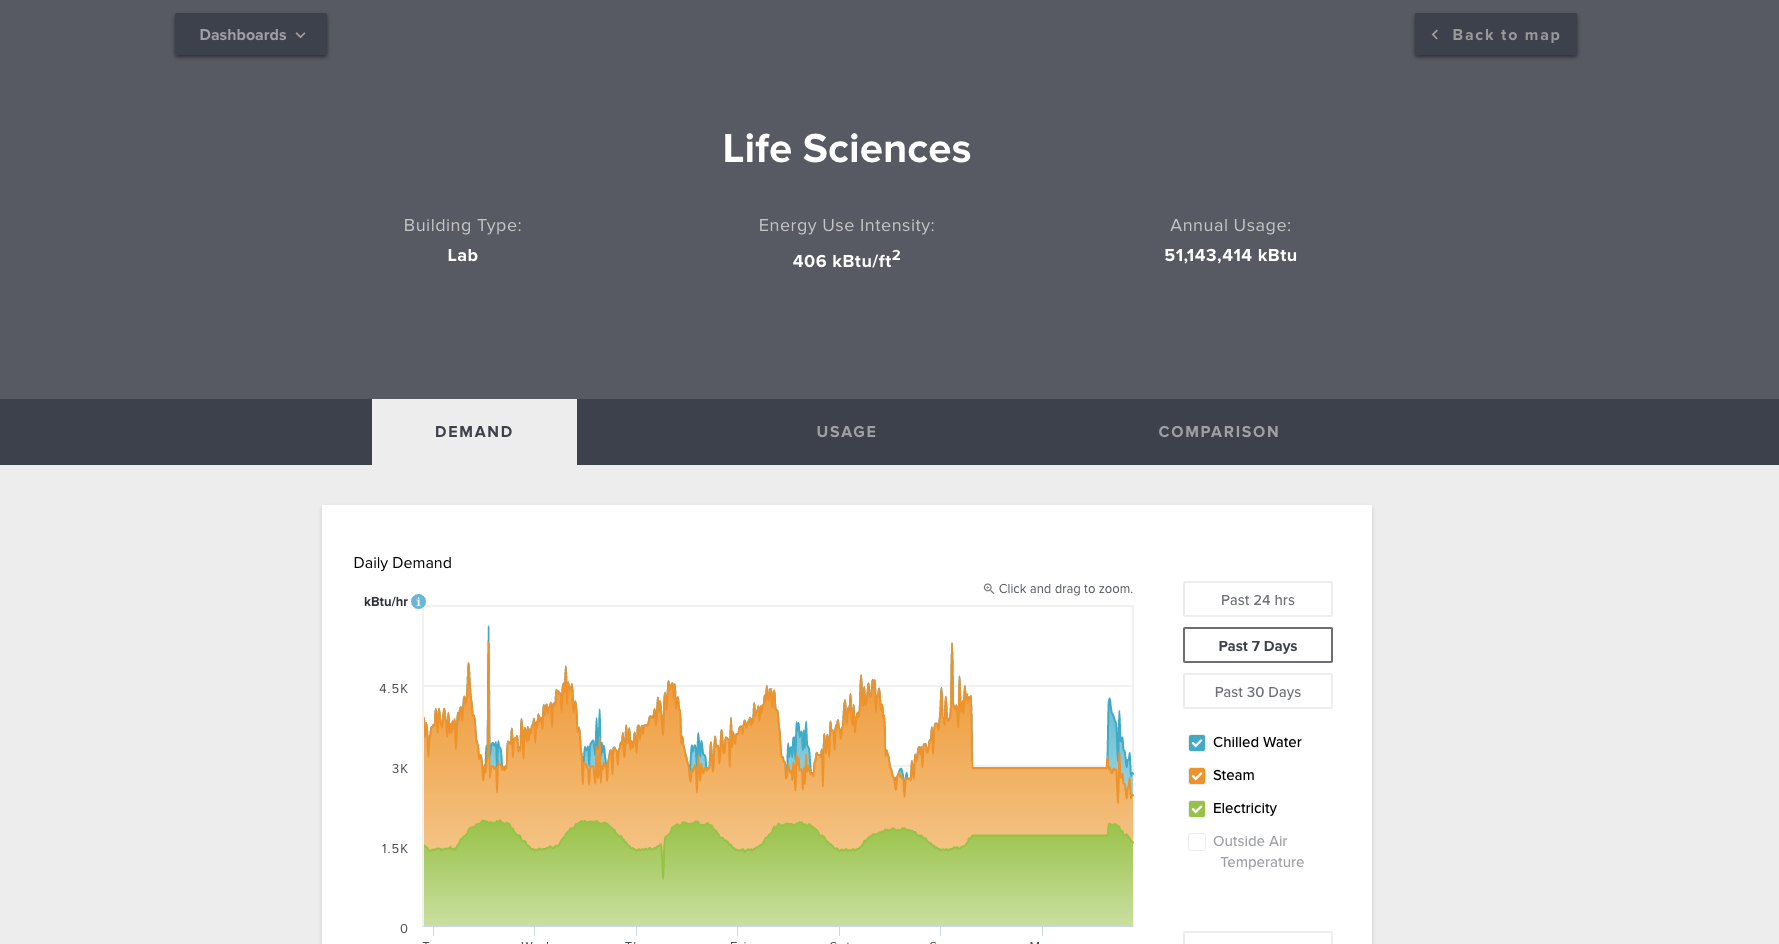 Dashboards
Back to map
Life Sciences
Building Type:
Lab
Energy Use Intensity:
406 kBtu/ft²
Annual Usage:
51,143,414 kBtu
DEMAND
USAGE
COMPARISON
Daily Demand
Click and drag to zoom.
kBtu/hr i
4.5K
3K
1.5K
0
Past 24 hrs
Past 7 Days
Past 30 Days
Chilled Water
Steam
Electricity
Outside Air
Temperature